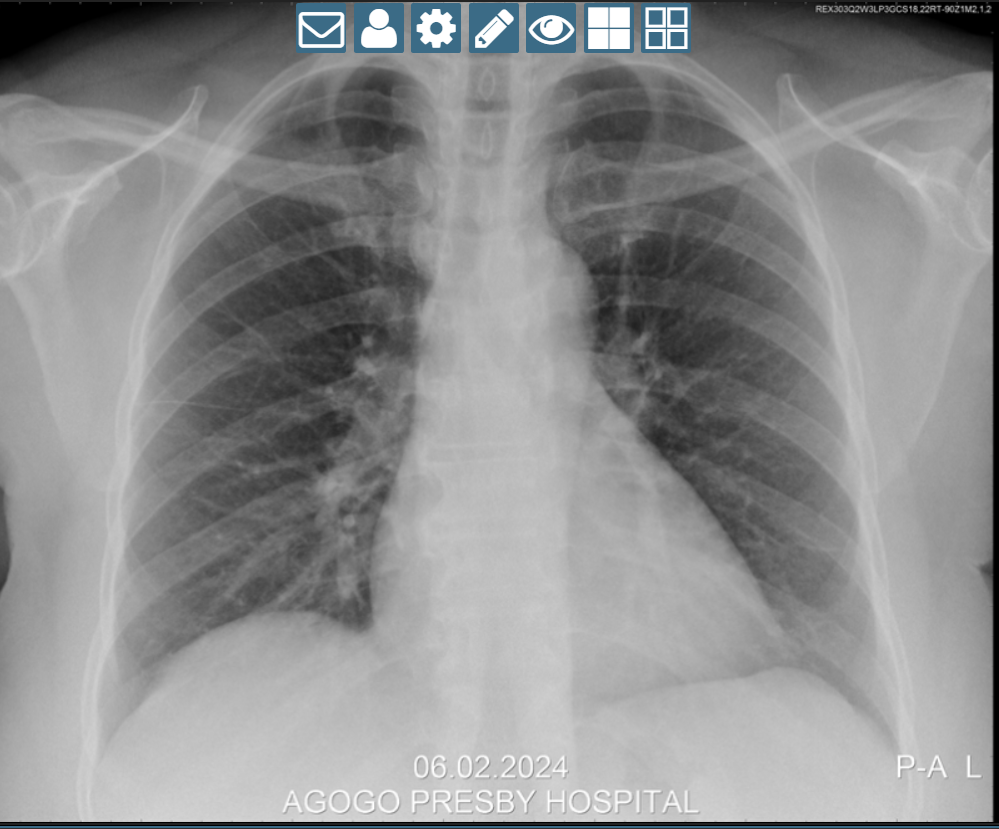 REX303Q2W3LP3GCS18,22RT-90Z1M2.1.2
06.02.2024
P-A L
AGOGO PRESBY HOSPITAL